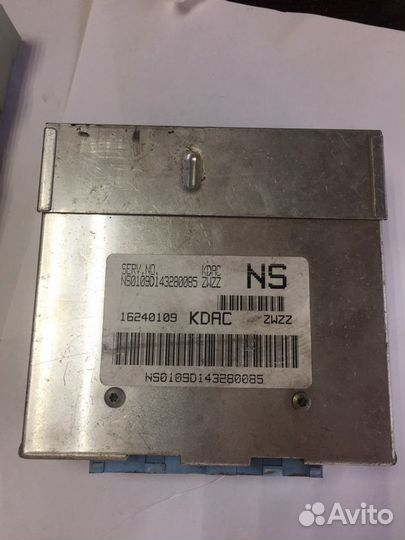 SERV.NO. KDAC
NS0109D143280085 ZWZZ
NS
16240109 KDAC ZWZZ
NS0109D143280085
Avito